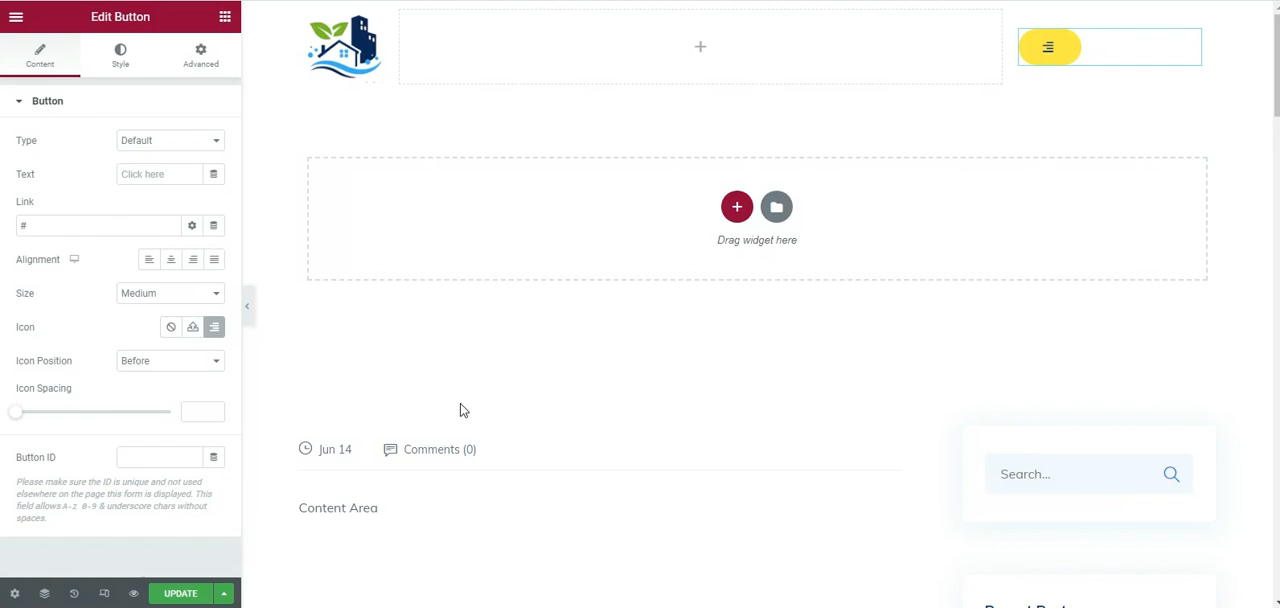 Edit Button
Content
Style
Advanced
Button
Type
Default
Text
Click here
Link
#
Alignment
Size
Medium
Icon
Icon Position
Before
Icon Spacing
Button ID
Please make sure the ID is unique and not used
elsewhere on the page this form is displayed. This
field allows A-z 0-9 & underscore chars without
spaces.
UPDATE
Drag widget here
Jun 14
Comments (0)
Content Area
Search...